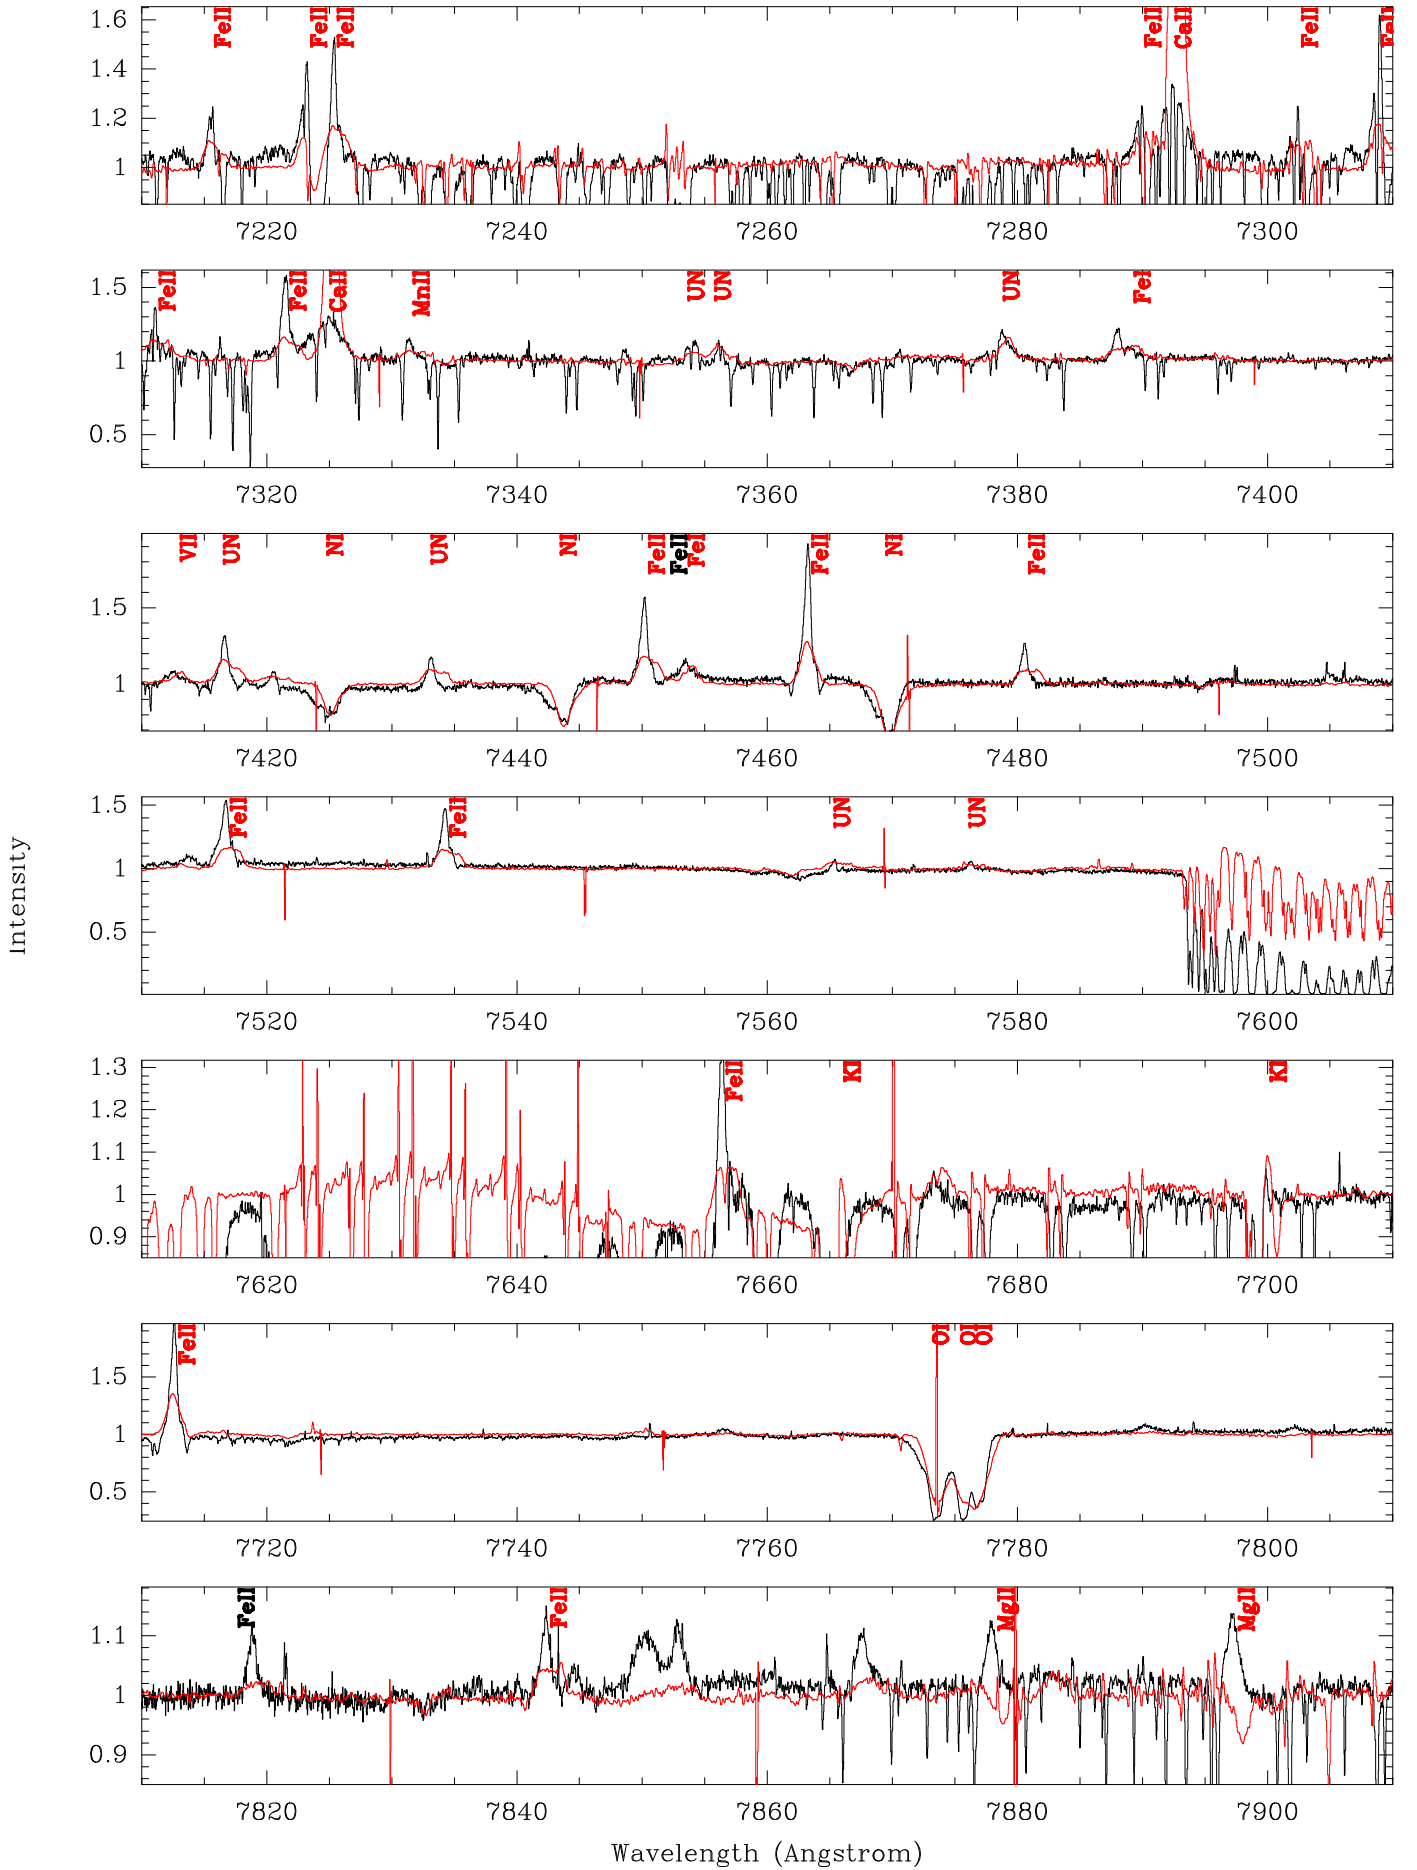 FeII FeII FeII FeII CaII FeII FeII
1.6
1.4
1.2
1
7220 7240 7260 7280 7300
FeII FeII CaII MnII UN UN UN FeI
1.5
1
0.5
7320 7340 7360 7380 7400
VII UN NI UN NI FeII FeII FeI FeII NI FeII
1.5
1
7420 7440 7460 7480 7500
FeII FeII UN UN
1.5
1
0.5
7520 7540 7560 7580 7600
FeII KI KI
1.3
1.2
1.1
1
0.9
7620 7640 7660 7680 7700
FeII OI OI OI
1.5
1
0.5
7720 7740 7760 7780 7800
FeII FeII MgII MgII
1.1
1
0.9
7820 7840 7860 7880 7900
Intensity
Wavelength (Angstrom)